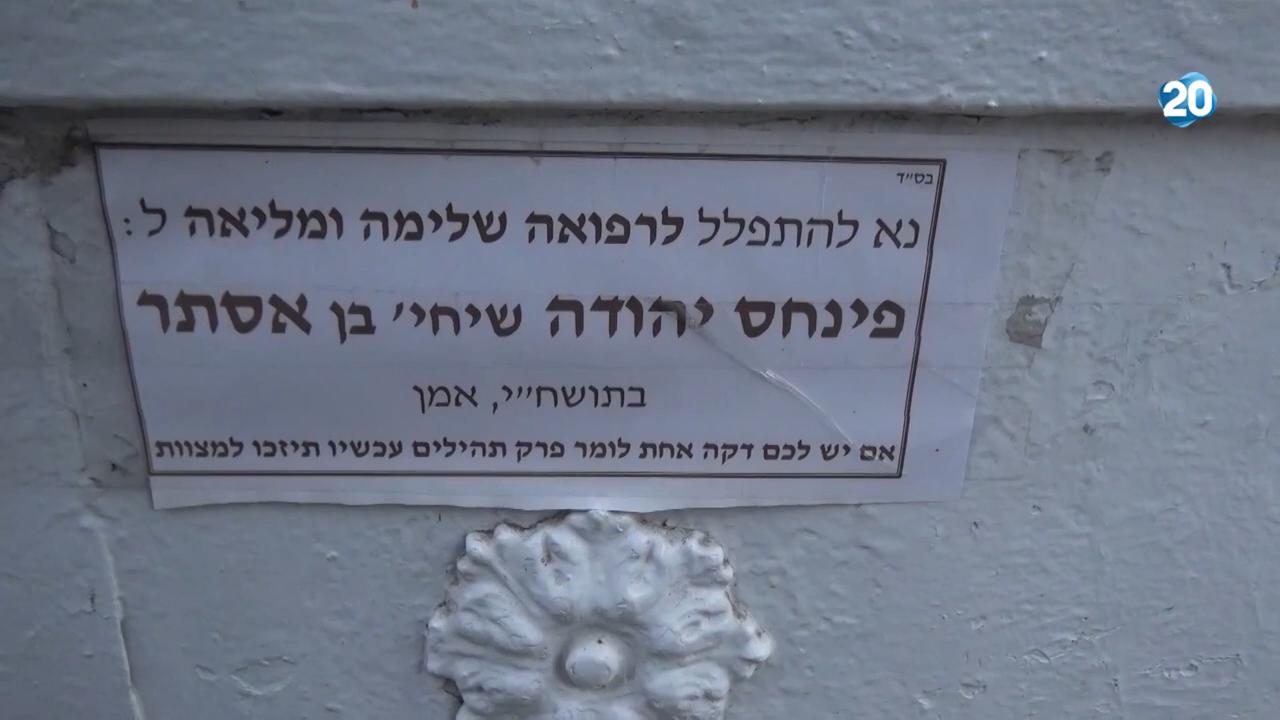 20
בס״ד
נא להתפלל לרפואה שלימה ומליאה ל:
פינחס יהודה שיחי׳ בן אסתר
בתושח״י, אמן
אם יש לכם דקה אחת לומר פרק תהילים עכשיו תיזכו למצוות